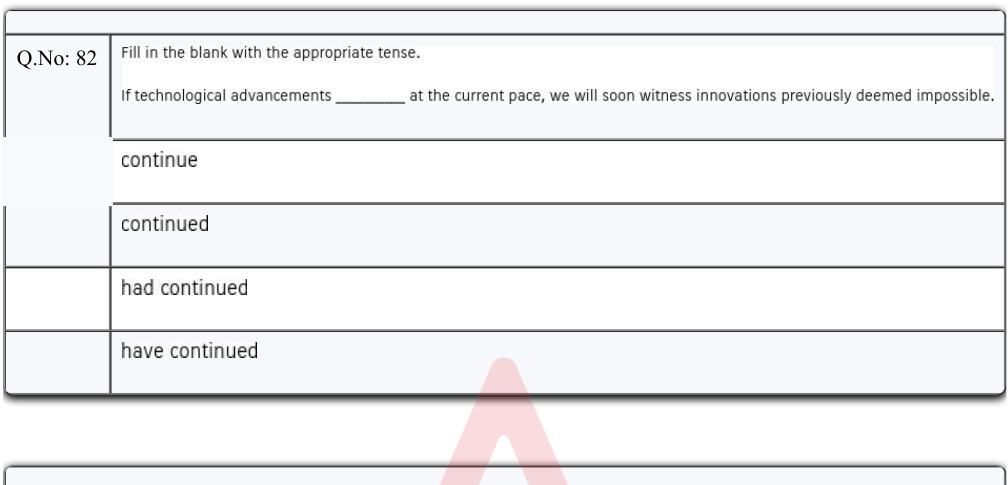 Q.No: 82
Fill in the blank with the appropriate tense.
If technological advancements ________ at the current pace, we will soon witness innovations previously deemed impossible.
continue
continued
had continued
have continued